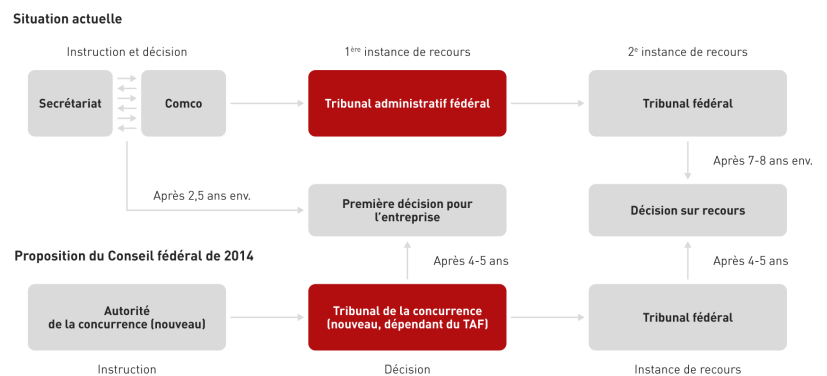 Situation actuelle
Instruction et décision
1ère instance de recours
2e instance de recours
Secrétariat
Comco
Tribunal administratif fédéral
Tribunal fédéral
Après 7-8 ans env.
Après 2,5 ans env.
Première décision pour
l'entreprise
Décision sur recours
Proposition du Conseil fédéral de 2014
Après 4-5 ans
Après 4-5 ans
Autorité
de la concurrence (nouveau)
Tribunal de la concurrence
(nouveau, dépendant du TAF)
Tribunal fédéral
Instruction
Décision
Instance de recours